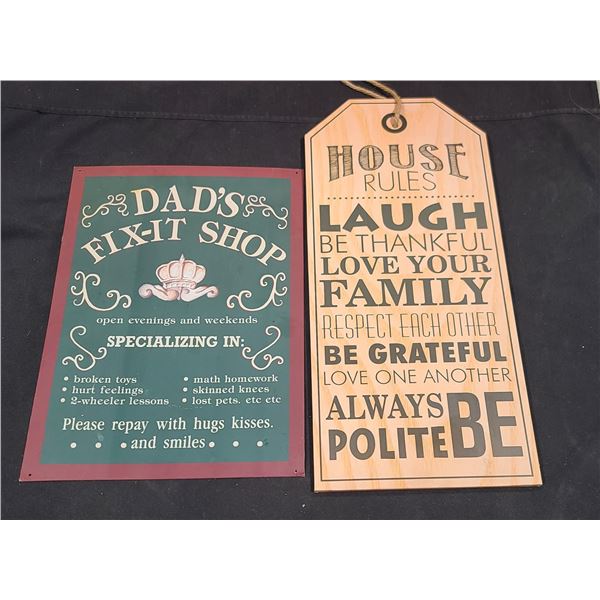 DAD'S
FIX-IT SHOP
open evenings and weekends
SPECIALIZING IN:
• broken toys
• hurt feelings
• 2-wheeler lessons
• math homework
• skinned knees
• lost pets. etc etc
Please repay with hugs kisses.
• • • and smiles • • •
HOUSE
RULES
LAUGH
BE THANKFUL
LOVE YOUR
FAMILY
RESPECT EACH OTHER
BE GRATEFUL
LOVE ONE ANOTHER
ALWAYS BE
POLITE